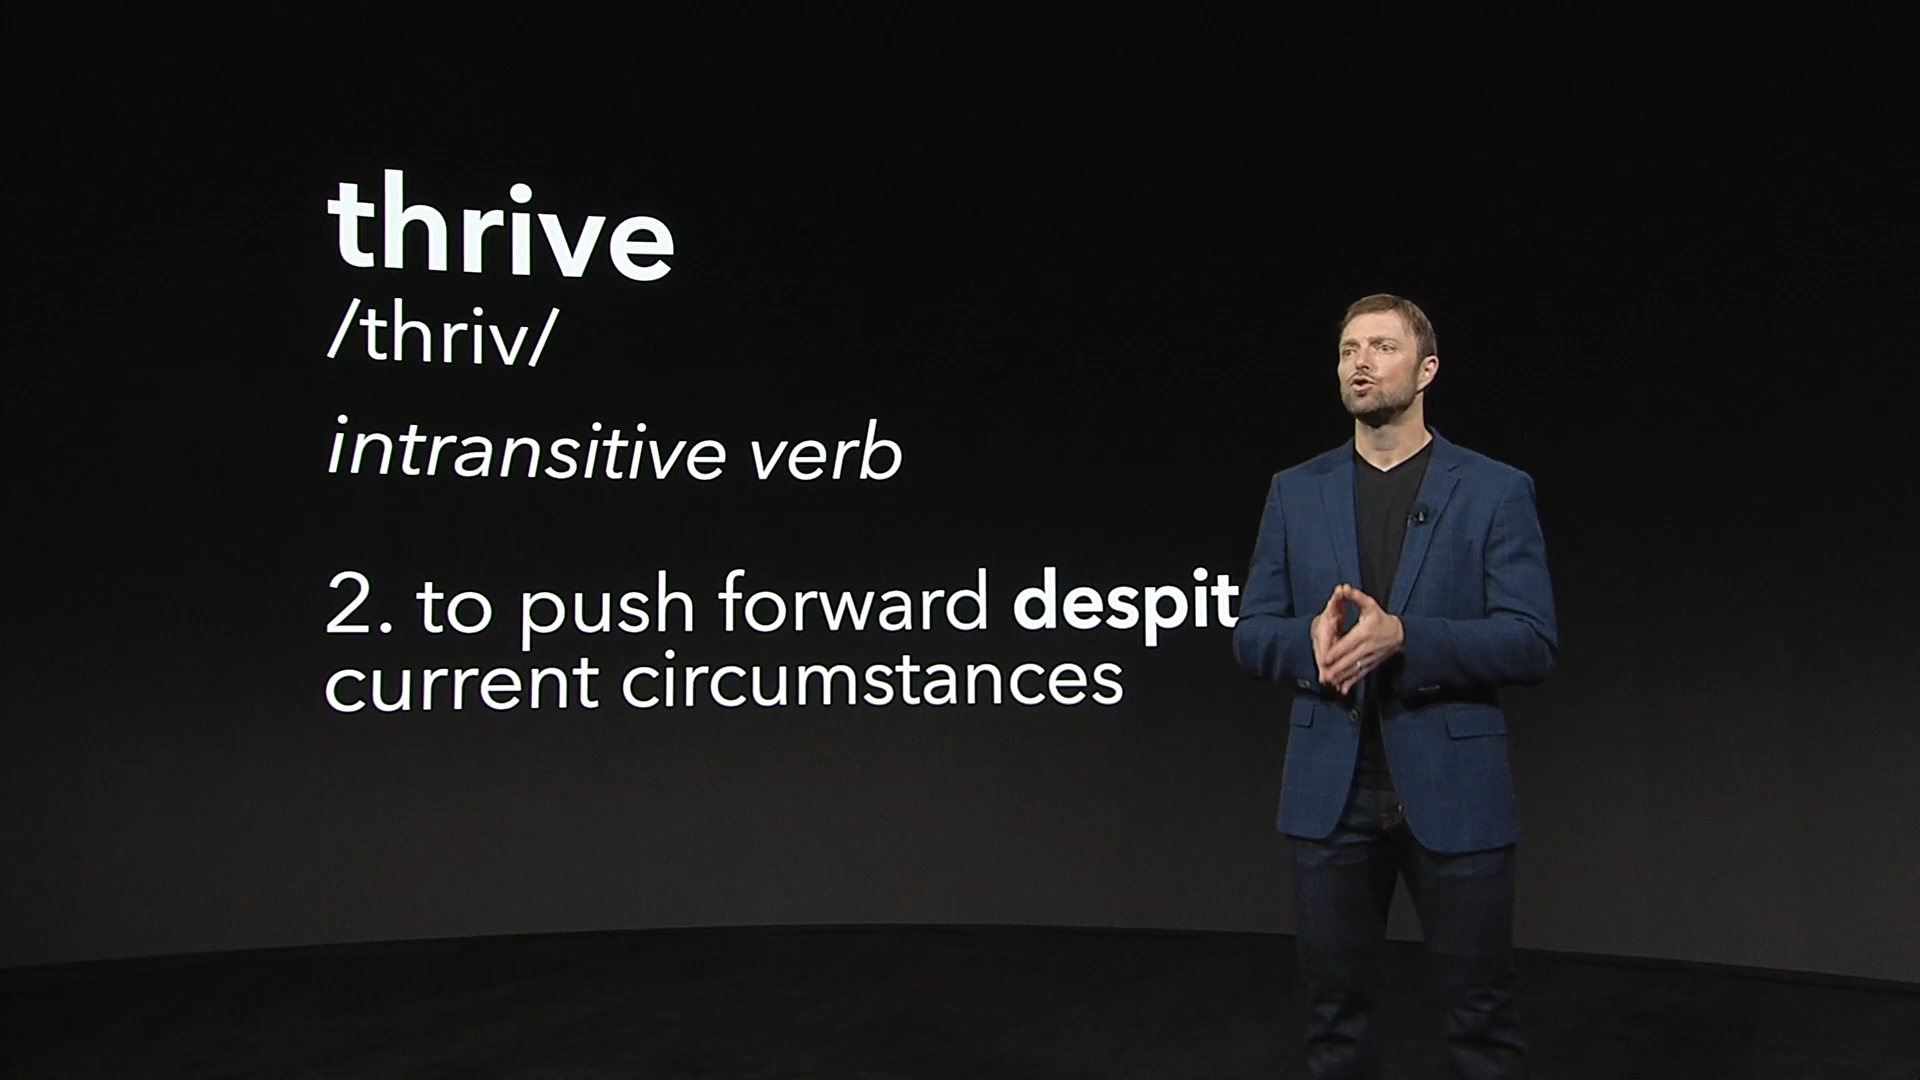 thrive
/thriv/
intransitive verb
2. to push forward despit
current circumstances